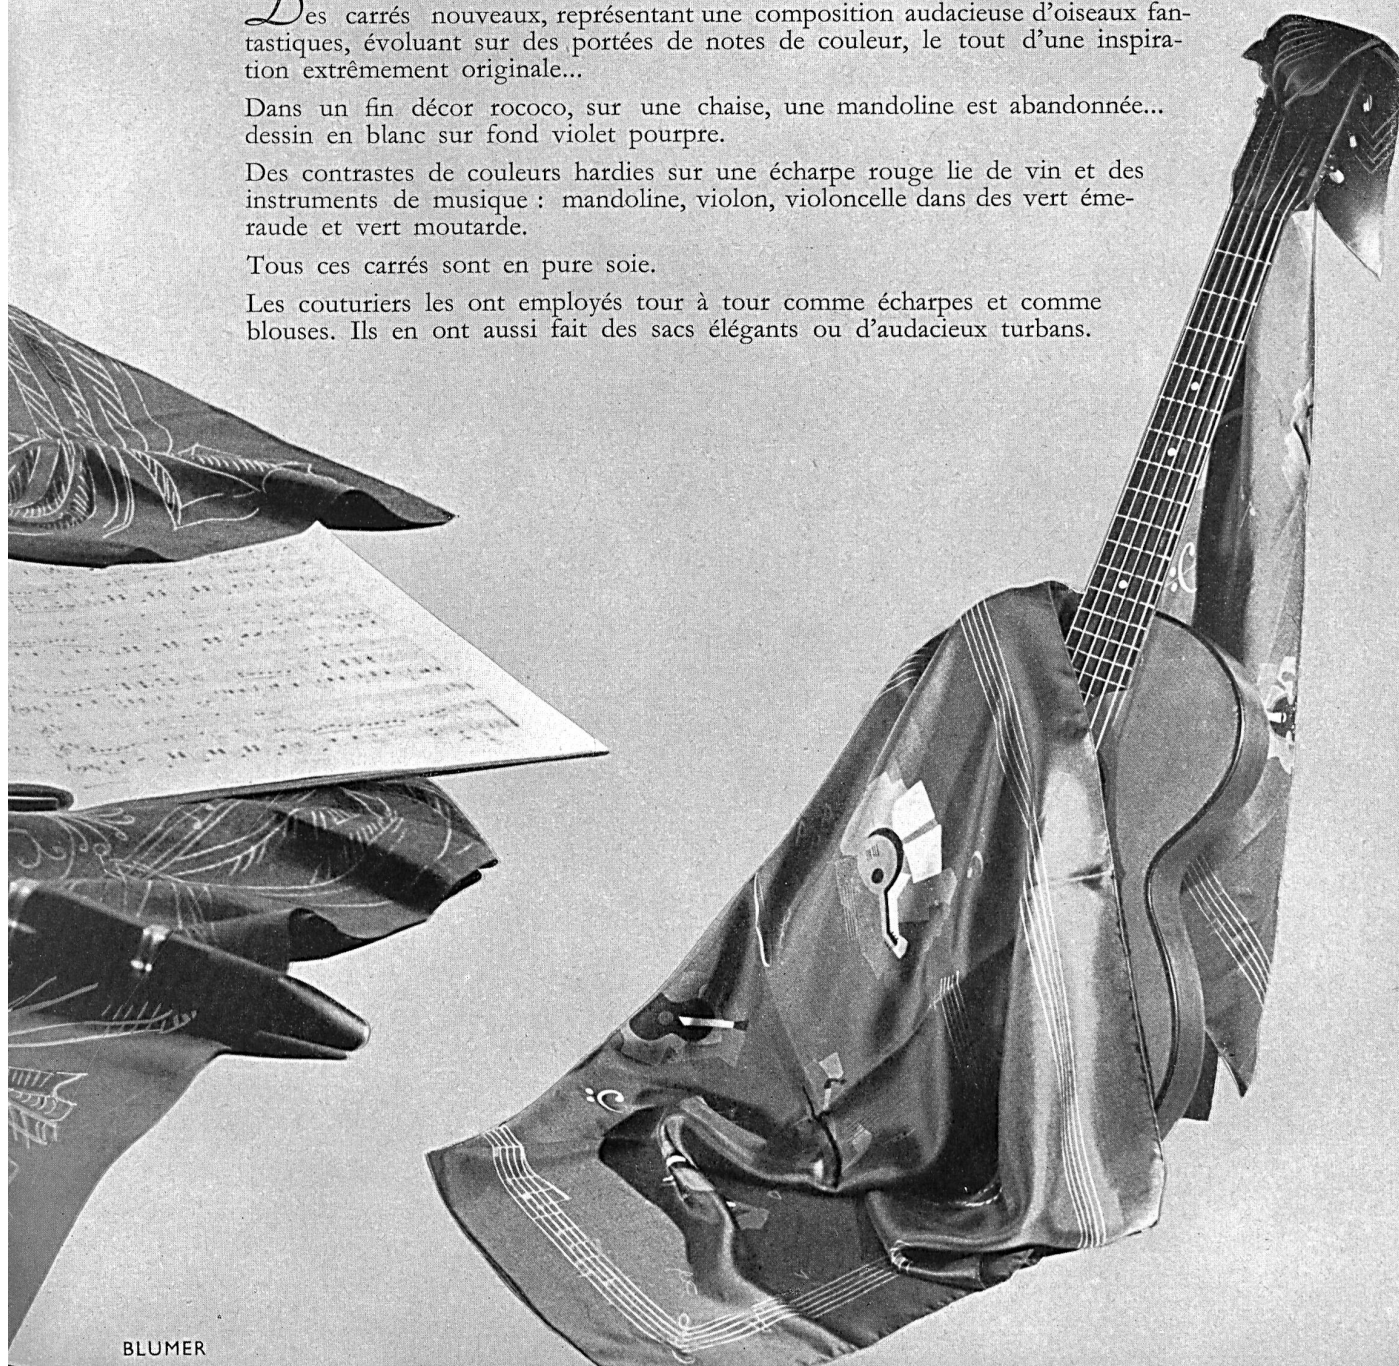 Des carrés nouveaux, représentant une composition audacieuse d’oiseaux fan-
tastiques, évoluant sur des portées de notes de couleur, le tout d’une inspira-
tion extrêmement originale...
Dans un fin décor rococo, sur une chaise, une mandoline est abandonnée...
dessin en blanc sur fond violet pourpre.
Des contrastes de couleurs hardies sur une écharpe rouge lie de vin et des
instruments de musique : mandoline, violon, violoncelle dans des vert éme-
raude et vert moutarde.
Tous ces carrés sont en pure soie.
Les couturiers les ont employés tour à tour comme écharpes et comme
blouses. Ils en ont aussi fait des sacs élégants ou d’audacieux turbans.
BLUMER